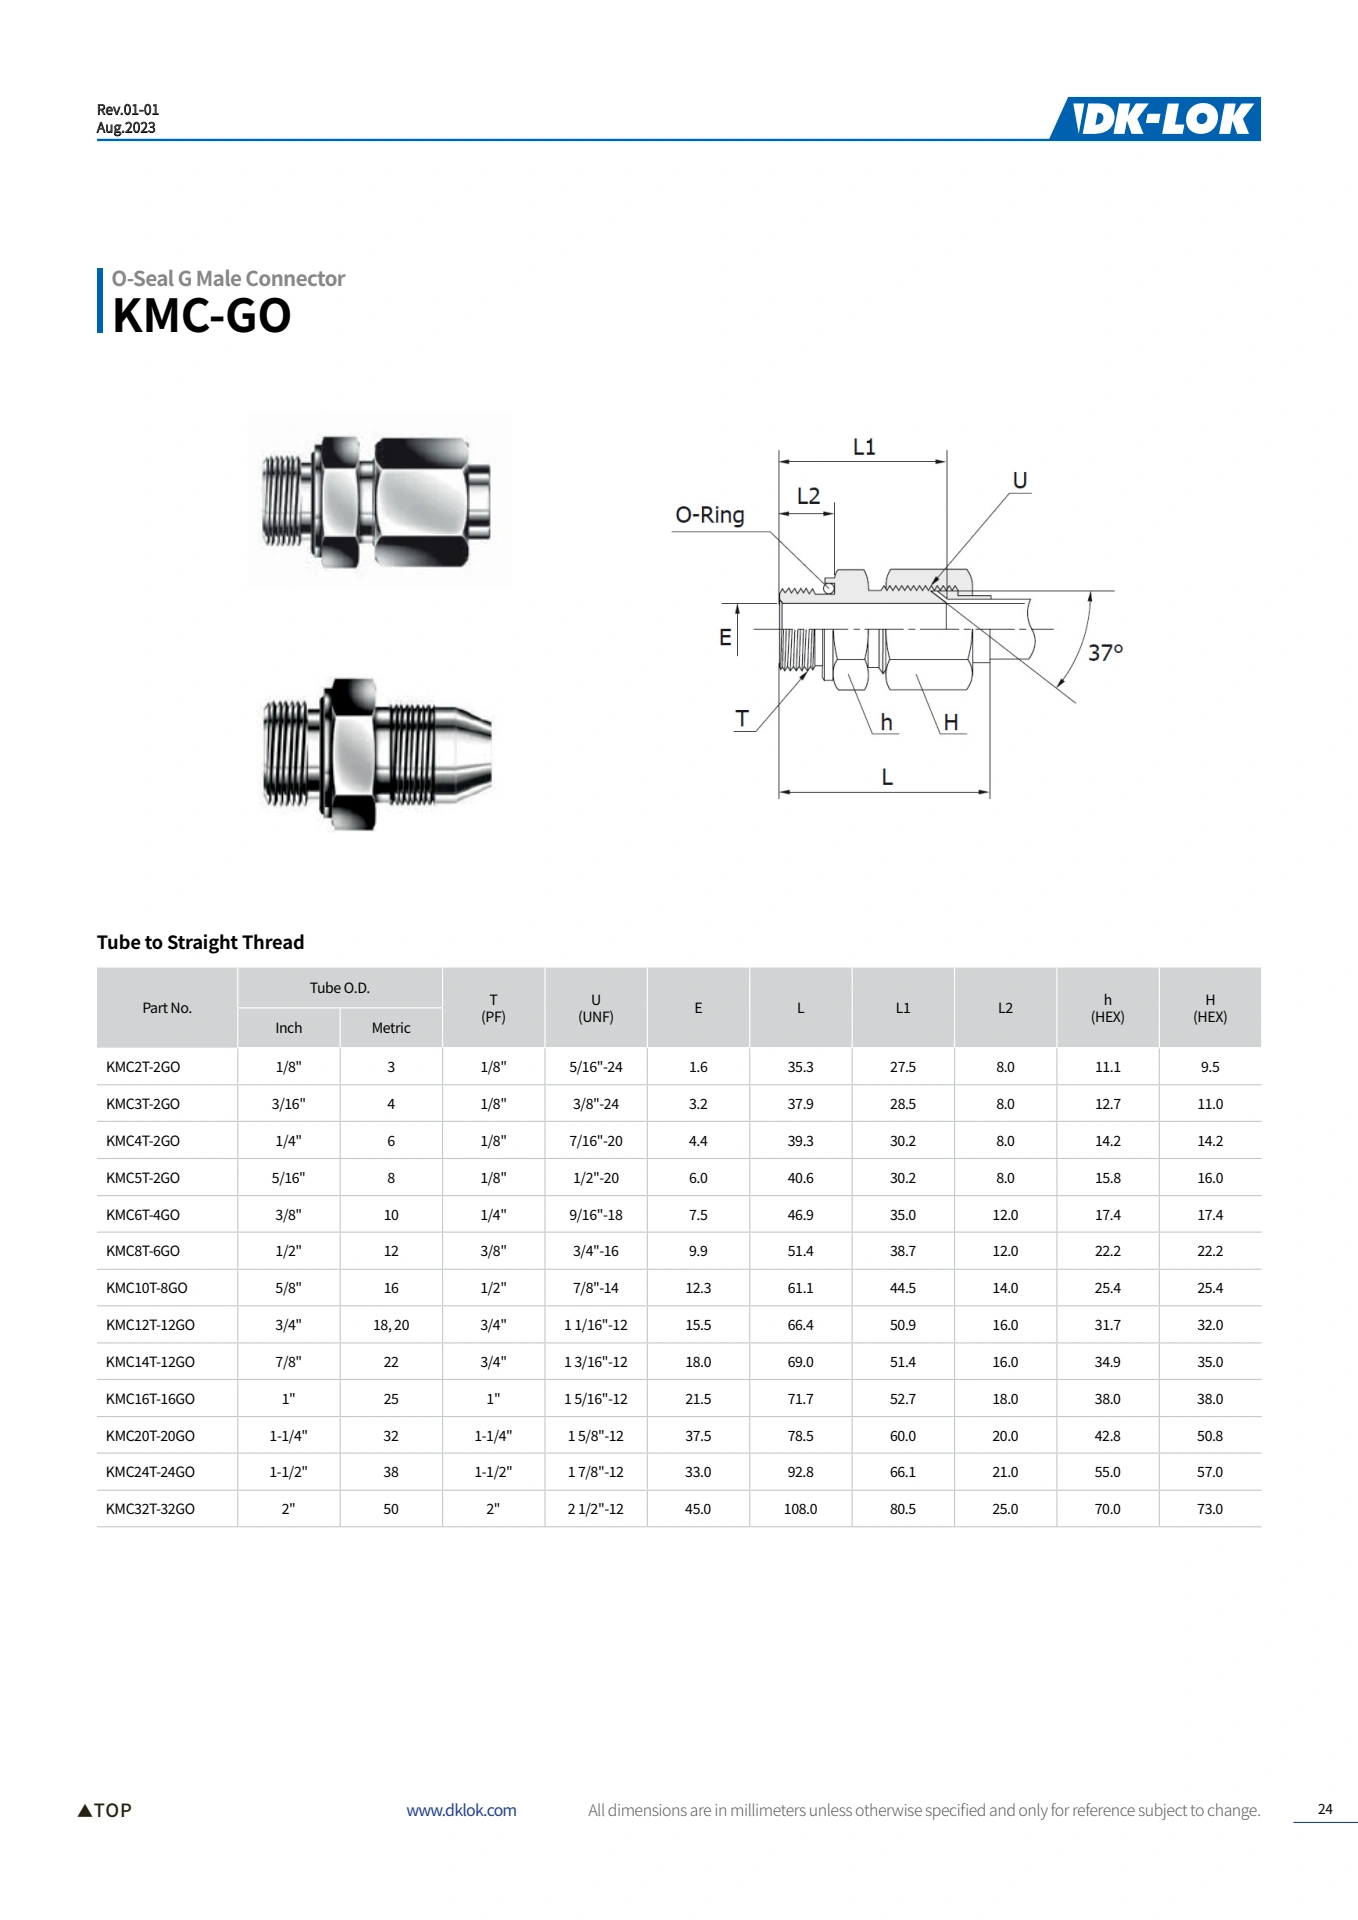 Rev.01-01
Aug.2023
DK-LOK
O-Seal G Male Connector
KMC-GO
L1
U
L2
O-Ring
E
37°
T
h
H
L
Tube to Straight Thread
Part No. Tube O.D. T (PF) U (UNF) E L L1 L2 h (HEX) H (HEX)
Inch Metric
KMC2T-2GO 1/8" 3 1/8" 5/16"-24 1.6 35.3 27.5 8.0 11.1 9.5
KMC3T-2GO 3/16" 4 1/8" 3/8"-24 3.2 37.9 28.5 8.0 12.7 11.0
KMC4T-2GO 1/4" 6 1/8" 7/16"-20 4.4 39.3 30.2 8.0 14.2 14.2
KMC5T-2GO 5/16" 8 1/8" 1/2"-20 6.0 40.6 30.2 8.0 15.8 16.0
KMC6T-4GO 3/8" 10 1/4" 9/16"-18 7.5 46.9 35.0 12.0 17.4 17.4
KMC8T-6GO 1/2" 12 3/8" 3/4"-16 9.9 51.4 38.7 12.0 22.2 22.2
KMC10T-8GO 5/8" 16 1/2" 7/8"-14 12.3 61.1 44.5 14.0 25.4 25.4
KMC12T-12GO 3/4" 18, 20 3/4" 1 1/16"-12 15.5 66.4 50.9 16.0 31.7 32.0
KMC14T-12GO 7/8" 22 3/4" 1 3/16"-12 18.0 69.0 51.4 16.0 34.9 35.0
KMC16T-16GO 1" 25 1" 1 5/16"-12 21.5 71.7 52.7 18.0 38.0 38.0
KMC20T-20GO 1-1/4" 32 1-1/4" 1 5/8"-12 37.5 78.5 60.0 20.0 42.8 50.8
KMC24T-24GO 1-1/2" 38 1-1/2" 1 7/8"-12 33.0 92.8 66.1 21.0 55.0 57.0
KMC32T-32GO 2" 50 2" 2 1/2"-12 45.0 108.0 80.5 25.0 70.0 73.0
▲TOP www.dklok.com All dimensions are in millimeters unless otherwise specified and only for reference subject to change. 24